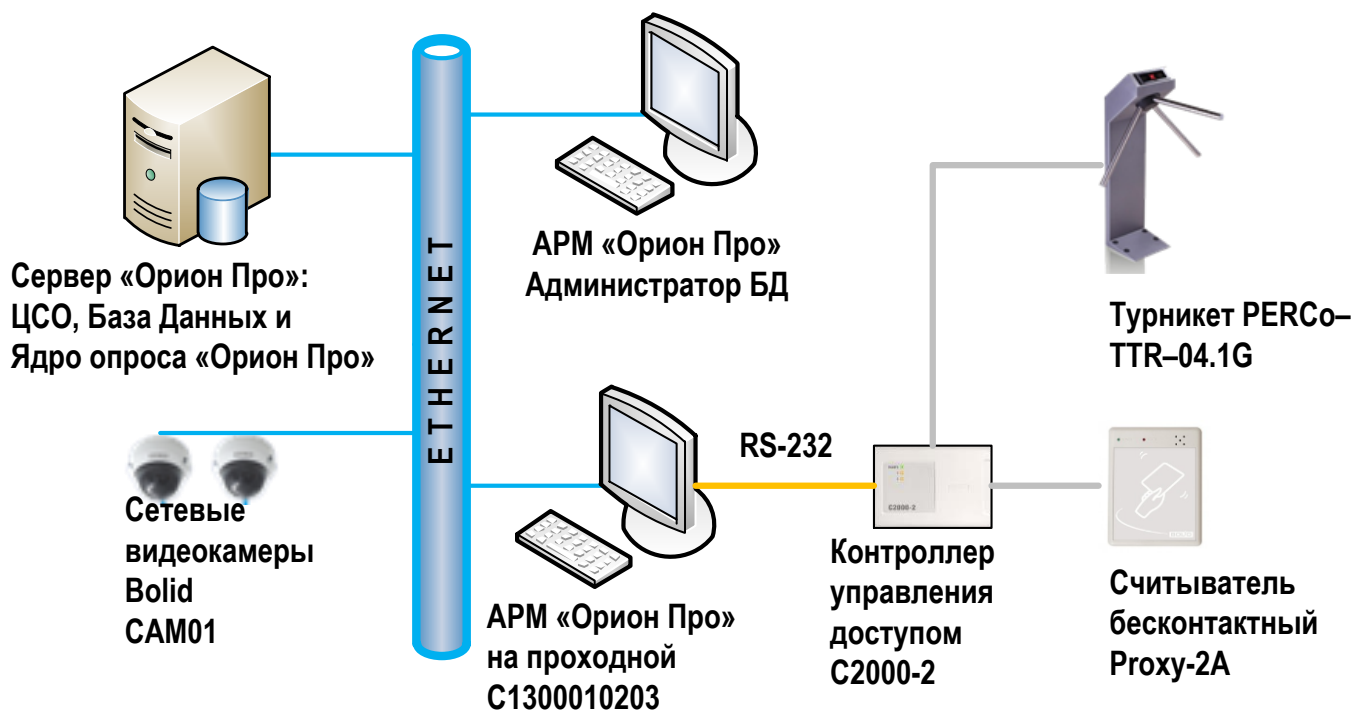 Сервер «Орион Про»:
ЦСО, База Данных и
Ядро опроса «Орион Про»
ETHERNET
АРМ «Орион Про»
Администратор БД
Турникет PERCo–
TTR–04.1G
Сетевые
видеокамеры
Bolid
CAM01
АРМ «Орион Про»
на проходной
С1300010203
RS-232
С2000-2
Контроллер
управления
доступом
С2000-2
Считыватель
бесконтактный
Proxy-2A